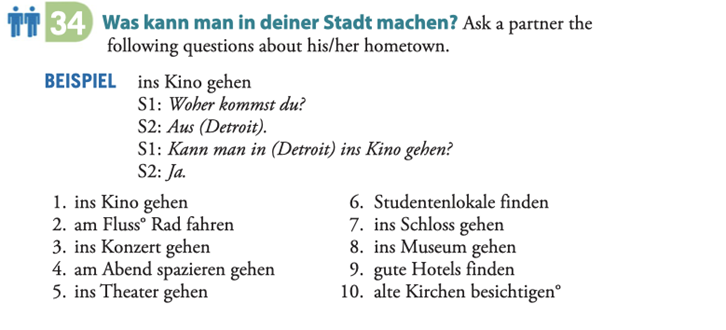 34 Was kann man in deiner Stadt machen? Ask a partner the
following questions about his/her hometown.
BEISPIEL ins Kino gehen
S1: Woher kommst du?
S2: Aus (Detroit).
S1: Kann man in (Detroit) ins Kino gehen?
S2: Ja.
1. ins Kino gehen
2. am Fluss° Rad fahren
3. ins Konzert gehen
4. am Abend spazieren gehen
5. ins Theater gehen
6. Studentenlokale finden
7. ins Schloss gehen
8. ins Museum gehen
9. gute Hotels finden
10. alte Kirchen besichtigen°